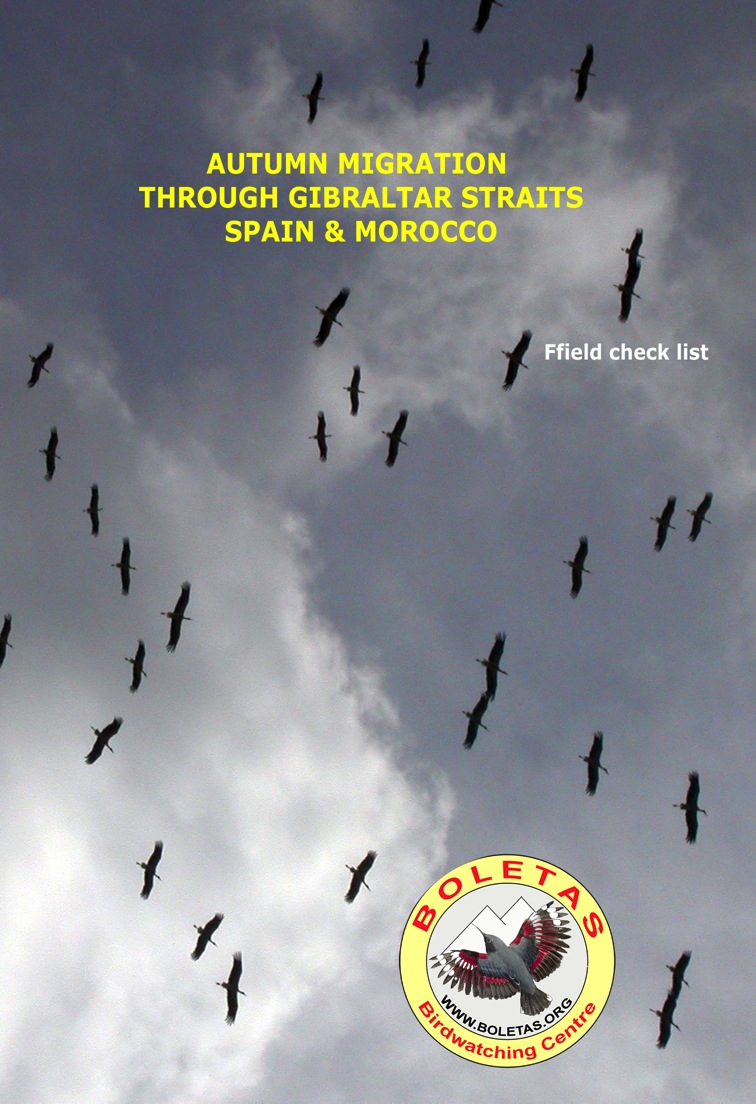 AUTUMN MIGRATION
THROUGH GIBRALTAR STRAITS
SPAIN & MOROCCO
Ffield check list
BOLETAS
WWW.BOLETAS.ORG
Birdwatching Centre